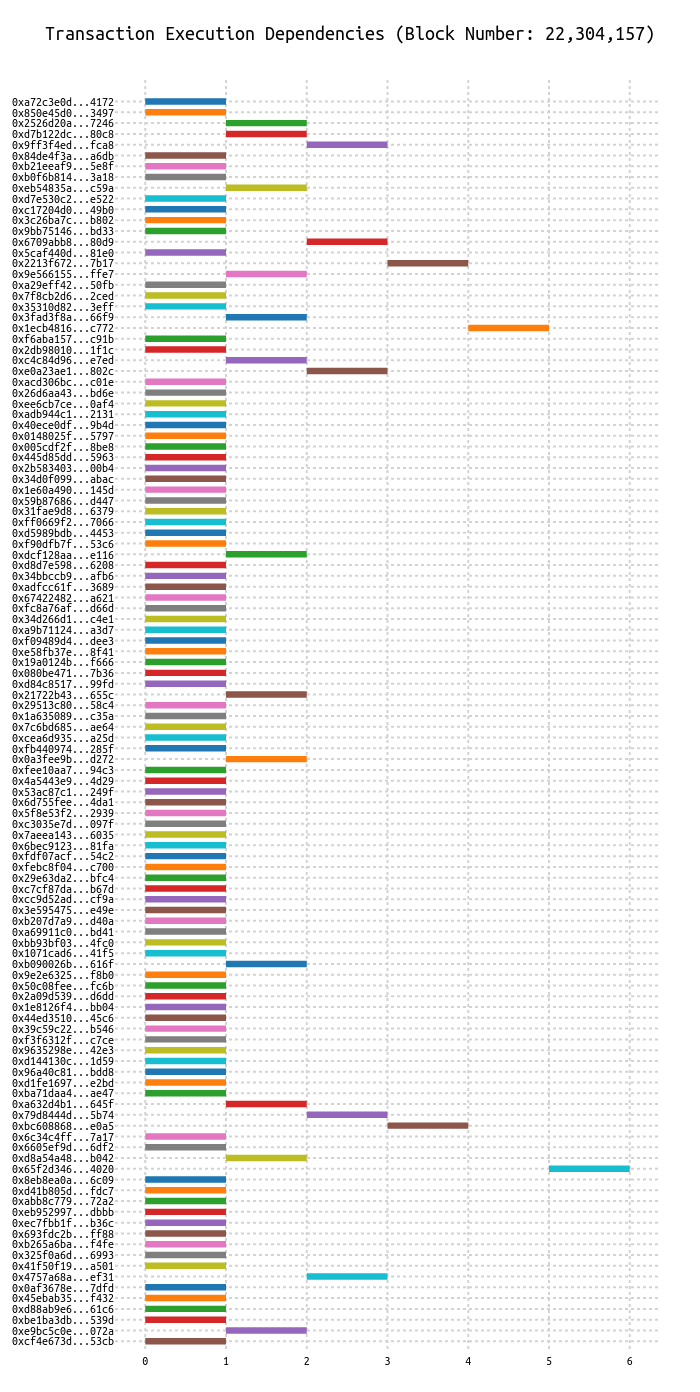 Transaction Execution Dependencies (Block Number: 22,304,157)
0xa72c3e0d...4172
0x850e45d0...3497
0x2526d20a...7246
0xd7b122dc...80c8
0x9ff3f4ed...fca8
0x84de4f3a...a6db
0xb21eeaf9...5e8f
0xb0f6b814...3a18
0xeb54835a...c59a
0xd7e530c2...e522
0xc17204d0...49b0
0x3c26ba7c...b802
0x9bb75146...bd33
0x6709abb8...80d9
0x5caf440d...81e0
0x2213f672...7b17
0x9e566155...ffe7
0xa29eff42...50fb
0x7f8cb2d6...2ced
0x35310d82...3eff
0x3fad3f8a...66f9
0x1ecb4816...c772
0xf6aba157...c91b
0x2db98010...1f1c
0xc4c84d96...e7ed
0xe0a23ae1...802c
0xacd306bc...c01e
0x26d6aa43...bd6e
0xee6cb7ce...0af4
0xadb944c1...2131
0x40ece0df...9b4d
0x0148025f...5797
0x005cdf2f...8be8
0x445d85dd...5963
0x2b583403...00b4
0x34d0f099...abac
0x1e60a490...145d
0x59b87686...d447
0x31fae9d8...6379
0xff0669f2...7066
0xd5989bdb...4453
0xf90dfb7f...53c6
0xdcf128aa...e116
0xd8d7e598...6208
0x34bbccb9...afb6
0xadfcc61f...3689
0x67422482...a621
0xfc8a76af...d66d
0x34d266d1...c4e1
0xa9b71124...a3d7
0xf09489d4...dee3
0xe58fb37e...8f41
0x19a0124b...f666
0x080be471...7b36
0xd84c8517...99fd
0x21722b43...655c
0x29513c80...58c4
0x1a635089...c35a
0x7c6bd685...ae64
0xcea6d935...a25d
0xfb440974...285f
0x0a3fee9b...d272
0xfee10aa7...94c3
0x4a5443e9...4d29
0x53ac87c1...249f
0x6d755fee...4da1
0x5f8e53f2...2939
0xc3035e7d...097f
0x7aeea143...6035
0x6bec9123...81fa
0xfdf07acf...54c2
0xfebc8f04...c700
0x29e63da2...bfc4
0xc7cf87da...b67d
0xcc9d52ad...cf9a
0x3e595475...e49e
0xb207d7a9...d40a
0xa69911c0...bd41
0xbb93bf03...4fc0
0x1071cad6...41f5
0xb090026b...616f
0x9e2e6325...f8b0
0x50c08fee...fc6b
0x2a09d539...d6dd
0x1e8126f4...bb04
0x44ed3510...45c6
0x39c59c22...b546
0xf3f6312f...c7ce
0x9635298e...42e3
0xd144130c...1d59
0x96a40c81...bdd8
0xd1fe1697...e2bd
0xba71daa4...ae47
0xa632d4b1...645f
0x79d8444d...5b74
0xbc608868...e0a5
0x6c34c4ff...7a17
0x6605ef9d...6df2
0xd8a54a48...b042
0x65f2d346...4020
0x8eb8ea0a...6c09
0xd41b805d...fdc7
0xabb8c779...72a2
0xeb952997...dbbb
0xec7fbb1f...b36c
0x693fdc2b...ff88
0xb265a6ba...f4fe
0x325f0a6d...6993
0x41f50f19...a501
0x4757a68a...ef31
0x0af3678e...7dfd
0x45ebab35...f432
0xd88ab9e6...61c6
0xbe1ba3db...539d
0xe9bc5c0e...072a
0xcf4e673d...53cb
0 1 2 3 4 5 6